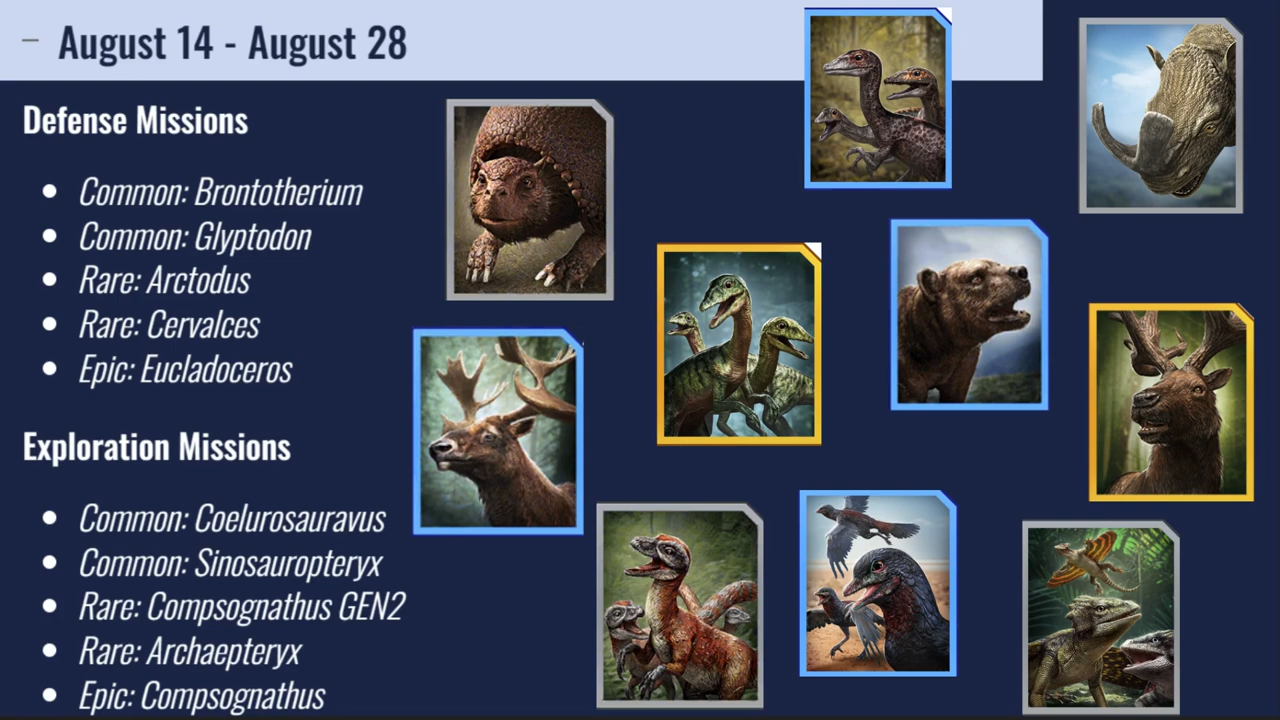 – August 14 - August 28
Defense Missions
• Common: Brontotherium
• Common: Glyptodon
• Rare: Arctodus
• Rare: Cervalces
• Epic: Eucladoceros
Exploration Missions
• Common: Coelurosauravus
• Common: Sinosauropteryx
• Rare: Compsognathus GEN2
• Rare: Archaepteryx
• Epic: Compsognathus